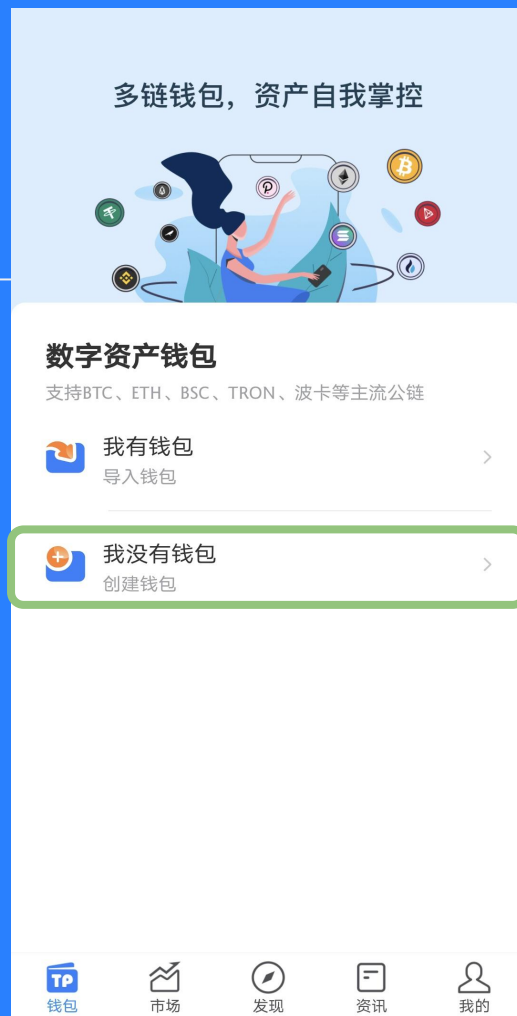 多链钱包，资产自我掌控
数字资产钱包
支持BTC、ETH、BSC、TRON、波卡等主流公链
我有钱包
导入钱包
我没有钱包
创建钱包
TP
钱包
市场
发现
资讯
我的